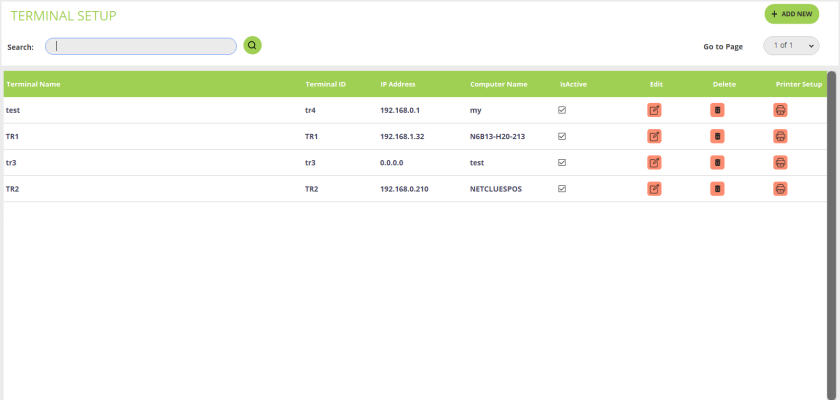 TERMINAL SETUP
+ ADD NEW
Search:
Go to Page
1 of 1
Terminal Name Terminal ID IP Address Computer Name IsActive Edit Delete Printer Setup
test tr4 192.168.0.1 my
TR1 TR1 192.168.1.32 N6B13-H20-213
tr3 tr3 0.0.0.0 test
TR2 TR2 192.168.0.210 NETCLUESPOS